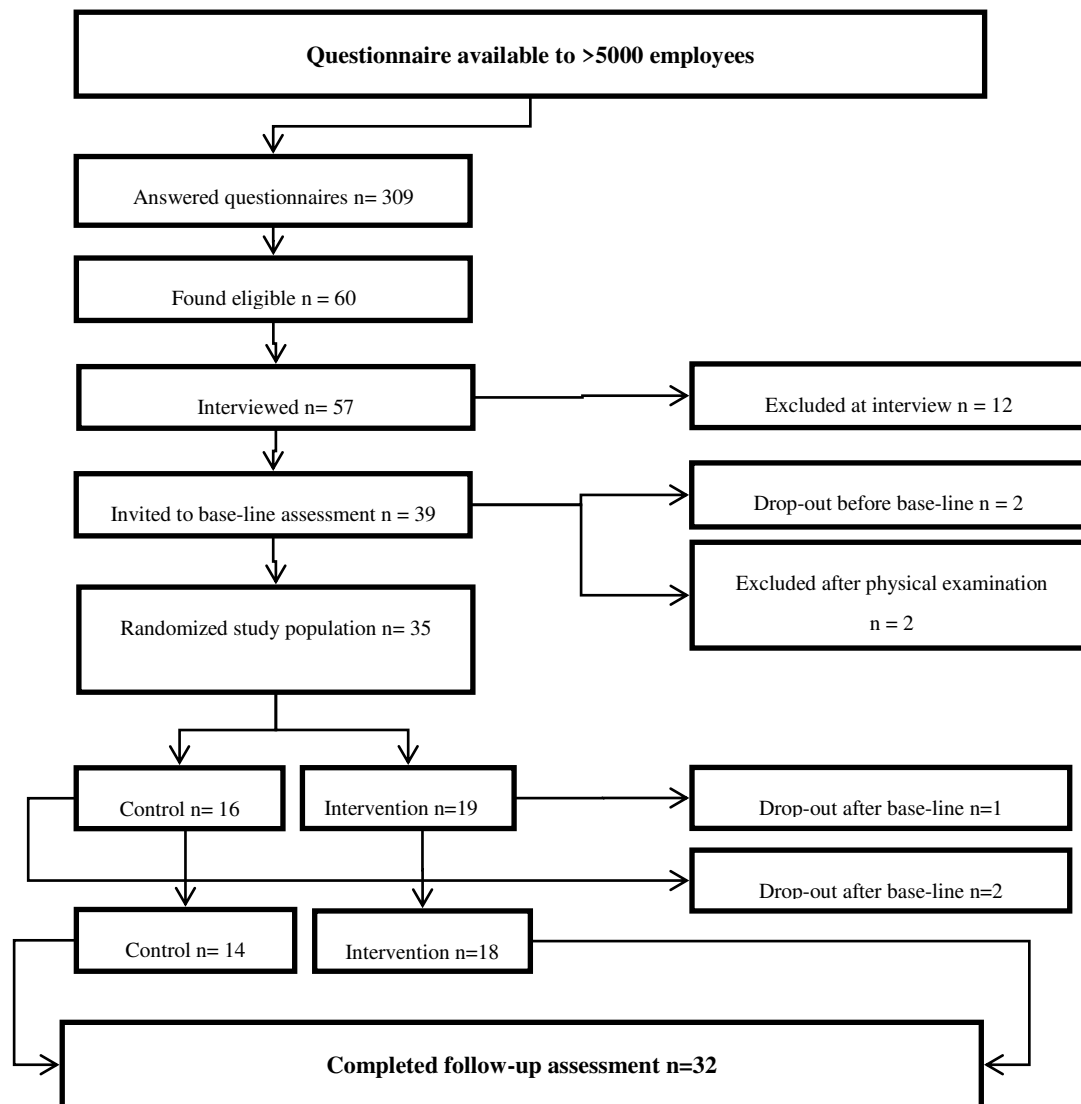 Questionnaire available to >5000 employees
Answered questionnaires n= 309
Found eligible n = 60
Interviewed n= 57
Excluded at interview n = 12
Invited to base-line assessment n = 39
Drop-out before base-line n = 2
Excluded after physical examination
n = 2
Randomized study population n= 35
Control n= 16
Intervention n=19
Drop-out after base-line n=1
Drop-out after base-line n=2
Control n= 14
Intervention n=18
Completed follow-up assessment n=32